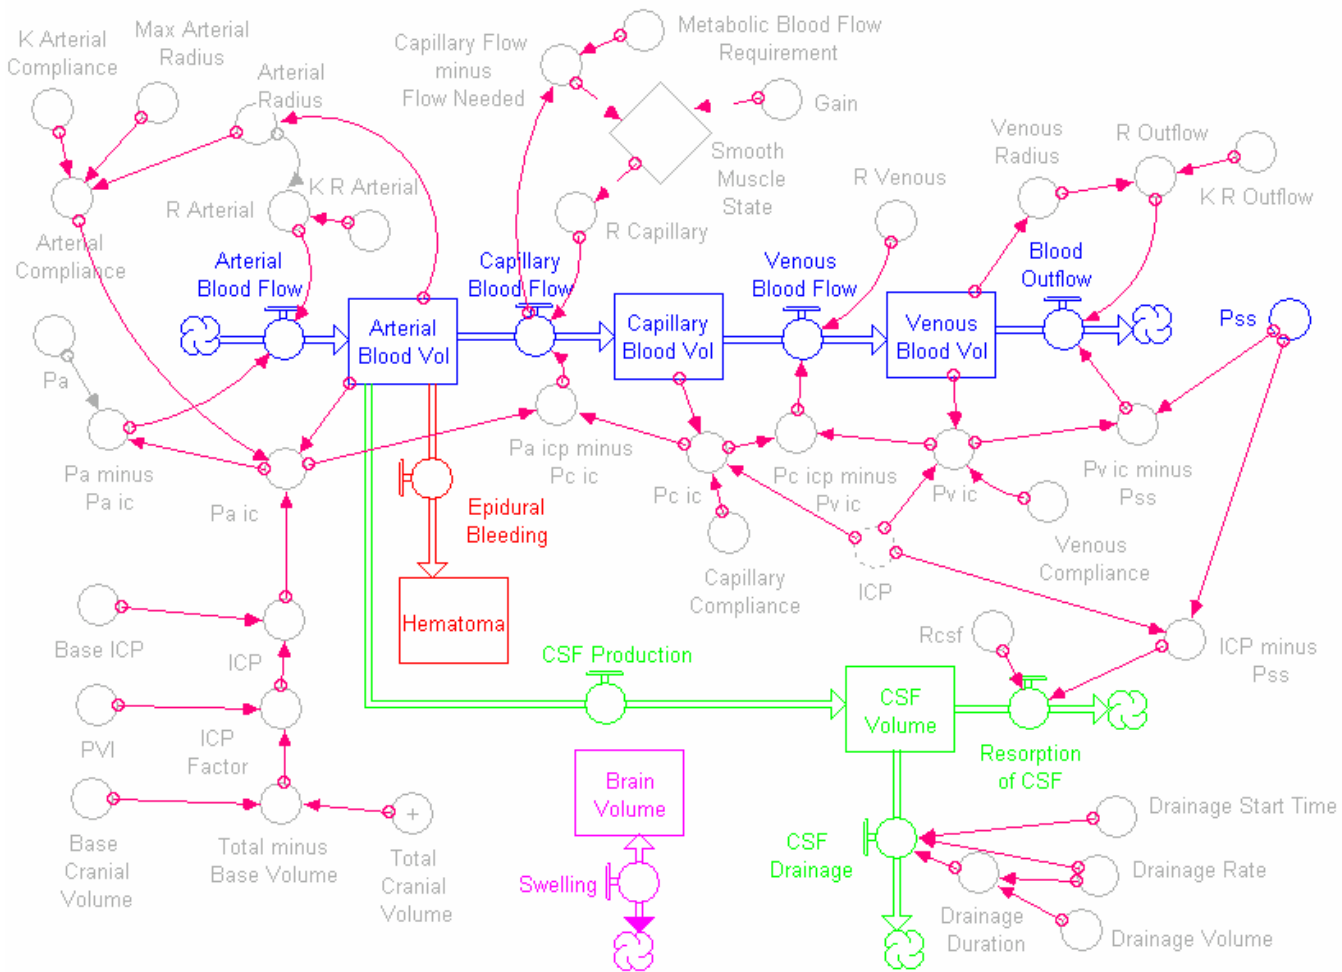 K Arterial
Compliance
Max Arterial
Radius
Arterial
Radius
Capillary Flow
minus
Flow Needed
Metabolic Blood Flow
Requirement
Gain
Smooth
Muscle
State
Venous
Radius
R Outflow
K R Outflow
R Arterial
K R Arterial
R Capillary
R Venous
Arterial
Compliance
Arterial
Blood Flow
Capillary
Blood Flow
Venous
Blood Flow
Blood
Outflow
Pss
Arterial
Blood Vol
Capillary
Blood Vol
Venous
Blood Vol
Pa
Pa minus
Pa ic
Pa ic
Pa icp minus
Pc ic
Pc ic
Pc icp minus
Pv ic
Pv ic
Pv ic minus
Pss
Epidural
Bleeding
Capillary
Compliance
ICP
Venous
Compliance
Hematoma
Base ICP
ICP
CSF Production
Rcsf
ICP minus
Pss
PVI
ICP
Factor
CSF
Volume
Resorption
of CSF
Brain
Volume
Base
Cranial
Volume
Total minus
Base Volume
+
Total
Cranial
Volume
Swelling
CSF
Drainage
Drainage Start Time
Drainage Rate
Drainage
Duration
Drainage Volume